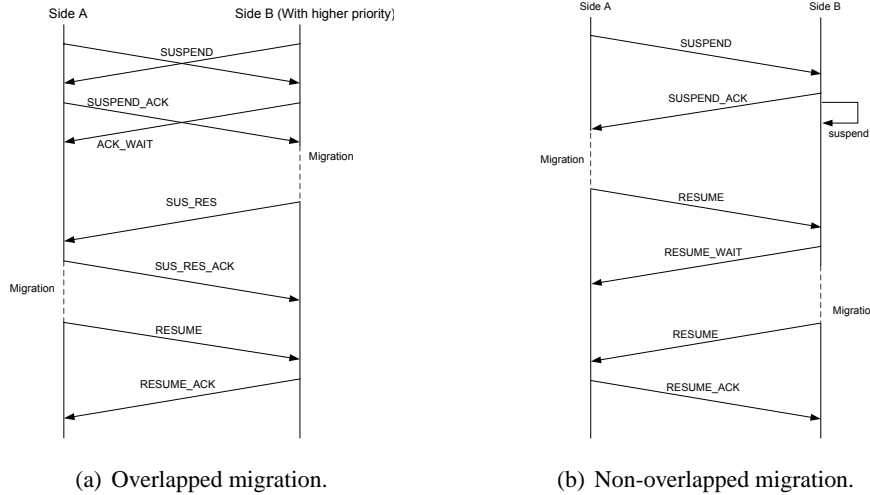 Side A
Side B (With higher priority)
SUSPEND
SUSPEND_ACK
ACK_WAIT
Migration
SUS_RES
SUS_RES_ACK
Migration
RESUME
RESUME_ACK
(a) Overlapped migration.
Side A
Side B
SUSPEND
SUSPEND_ACK
suspend
Migration
RESUME
RESUME_WAIT
Migration
RESUME
RESUME_ACK
(b) Non-overlapped migration.